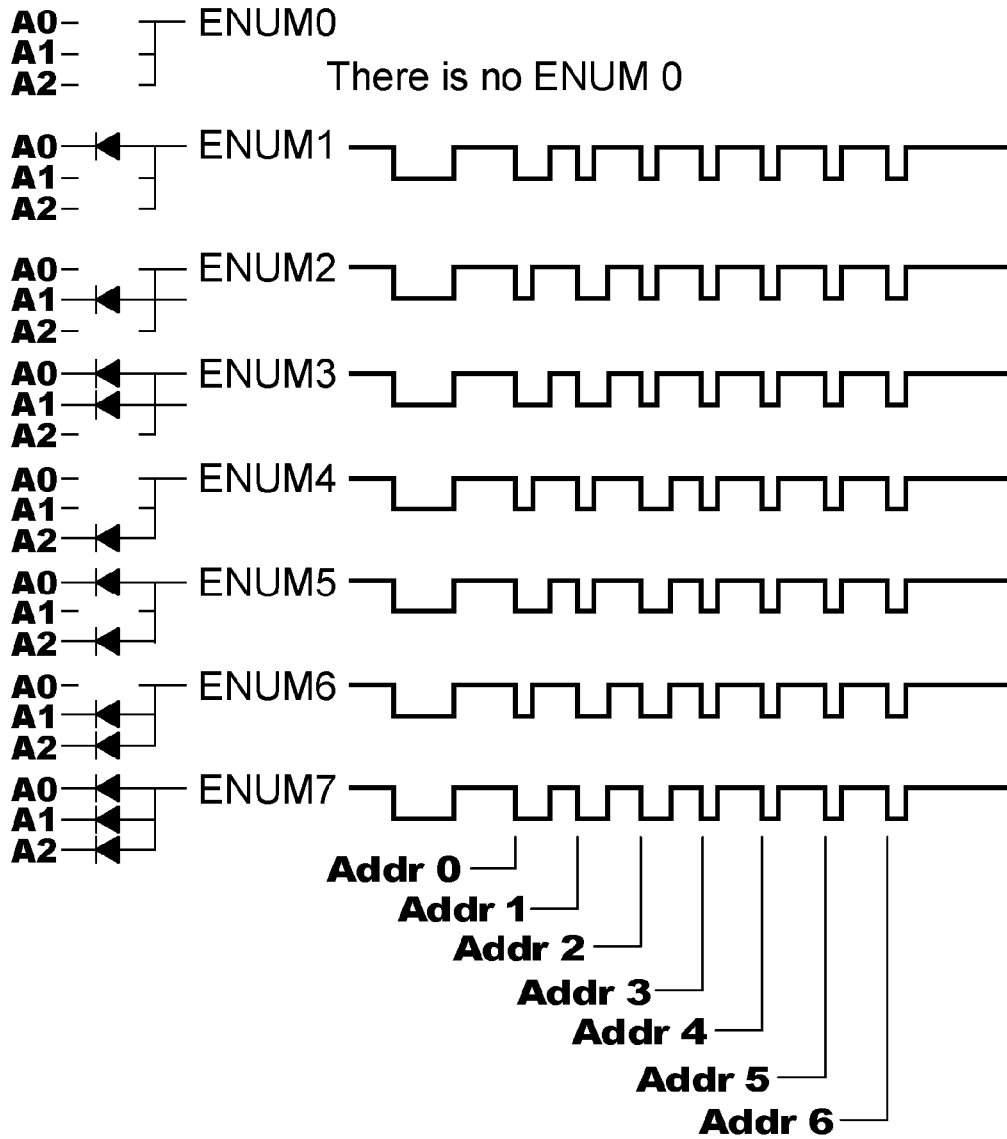 A0 ENUM0
A1
A2
There is no ENUM 0
A0 ENUM1
A1
A2
A0 ENUM2
A1
A2
A0 ENUM3
A1
A2
A0 ENUM4
A1
A2
A0 ENUM5
A1
A2
A0 ENUM6
A1
A2
A0 ENUM7
A1
A2
Addr 0
Addr 1
Addr 2
Addr 3
Addr 4
Addr 5
Addr 6